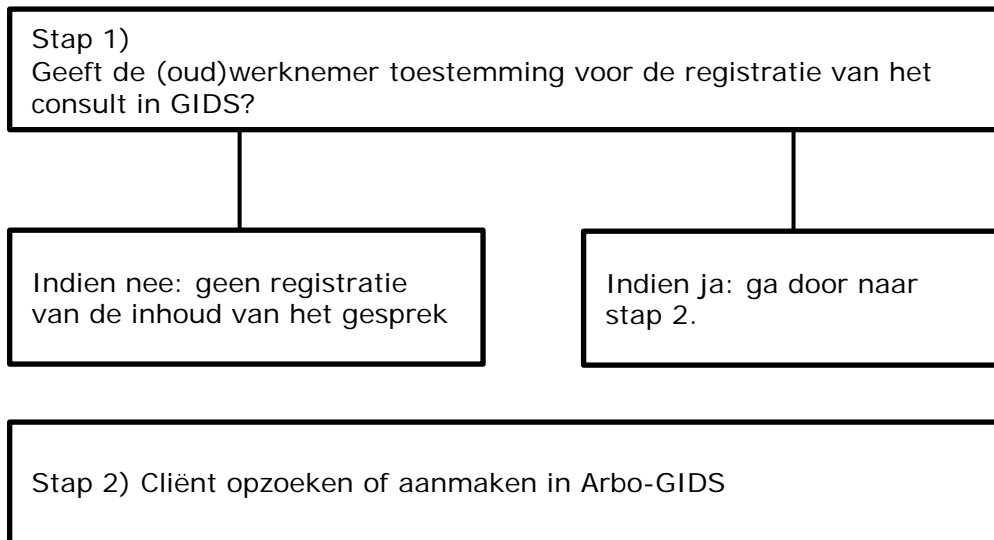 Stap 1)
Geeft de (oud)werknemer toestemming voor de registratie van het
consult in GIDS?
Indien nee: geen registratie
van de inhoud van het gesprek
Indien ja: ga door naar
stap 2.
Stap 2) Cliënt opzoeken of aanmaken in Arbo-GIDS